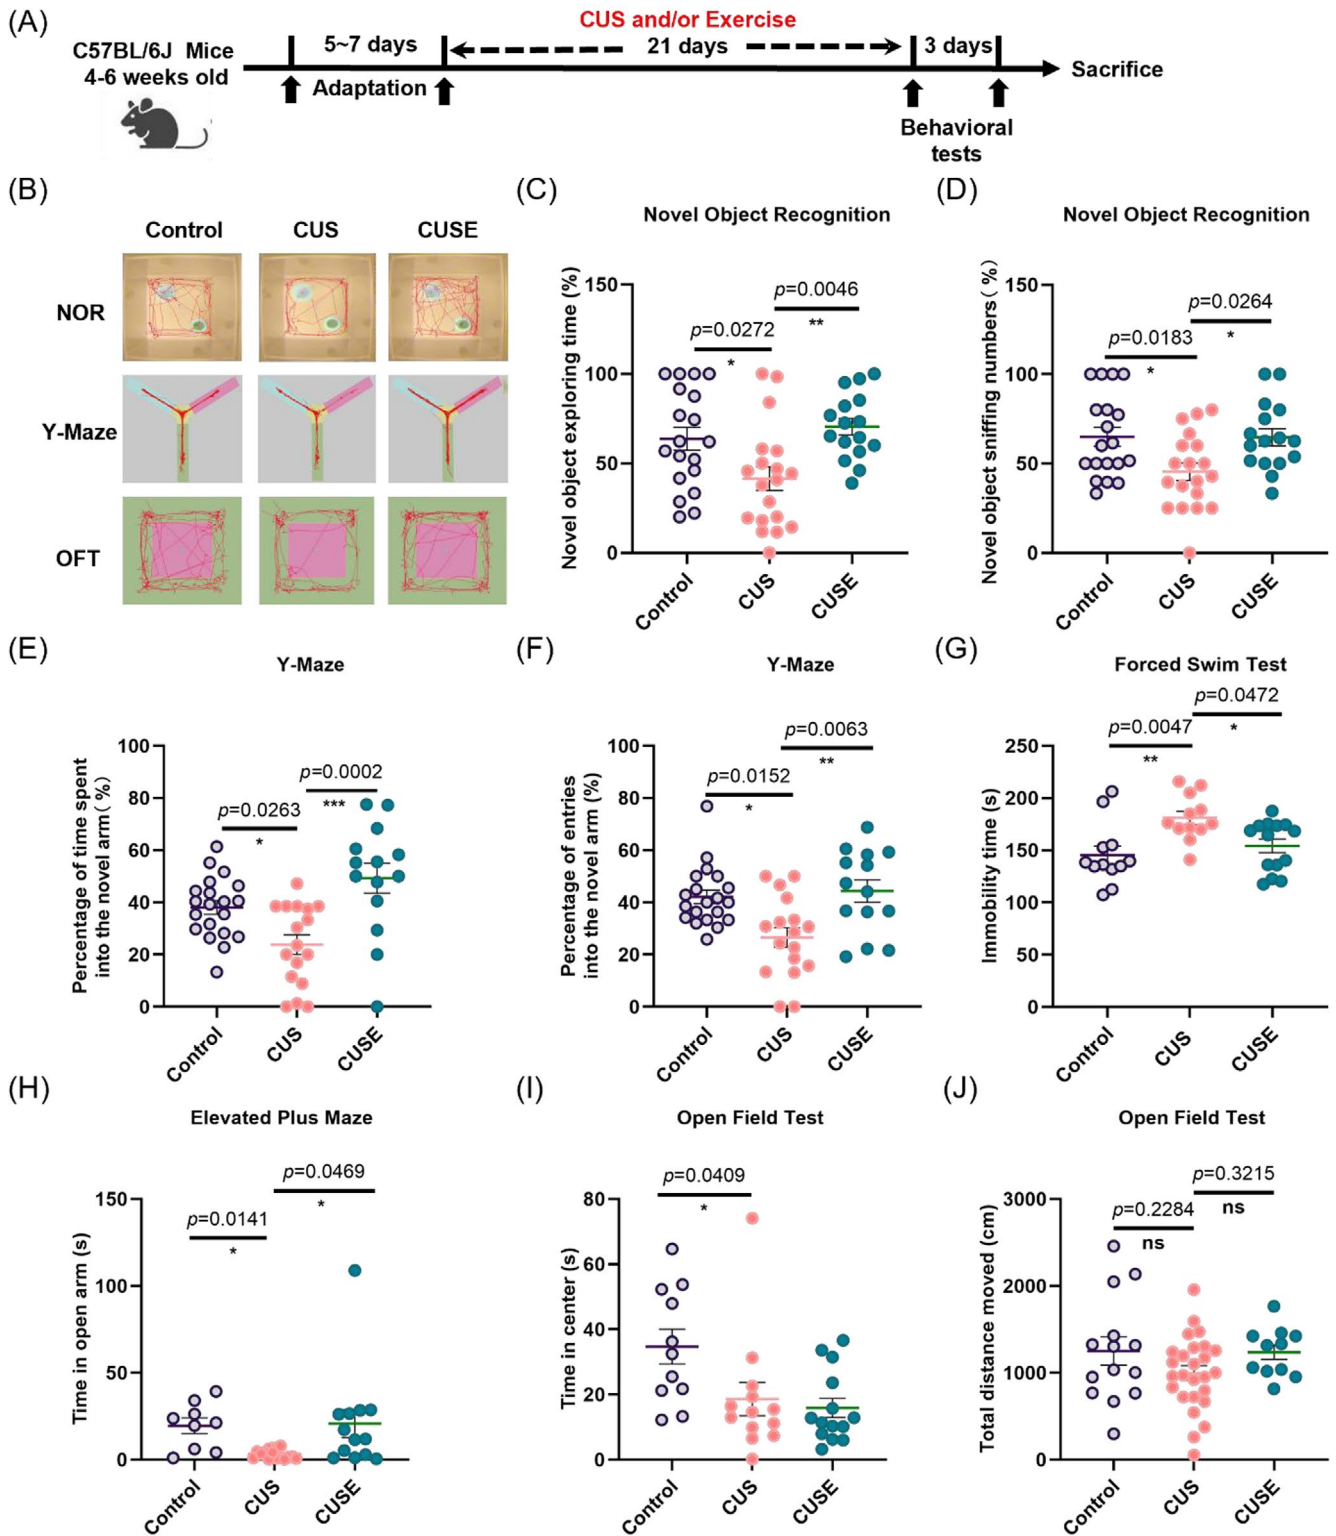 (A)
CUS and/or Exercise
C57BL/6J Mice
4-6 weeks old
5~7 days
21 days
3 days
Adaptation
Sacrifice
Behavioral
tests
(B)
Control
CUS
CUSE
NOR
Y-Maze
OFT
(C)
Novel Object Recognition
Novel object exploring time (%)
150
100
50
0
p=0.0272
*
p=0.0046
**
Control
CUS
CUSE
(D)
Novel Object Recognition
Novel object sniffing numbers( %)
150
100
50
0
p=0.0183
*
p=0.0264
*
Control
CUS
CUSE
(E)
Y-Maze
Percentage of time spent
into the novel arm( %)
100
80
60
40
20
0
p=0.0263
*
p=0.0002
***
Control
CUS
CUSE
(F)
Y-Maze
Percentage of entries
into the novel arm (%)
100
80
60
40
20
0
p=0.0152
*
p=0.0063
**
Control
CUS
CUSE
(G)
Forced Swim Test
Immobility time (s)
250
200
150
100
50
0
p=0.0047
**
p=0.0472
*
Control
CUS
CUSE
(H)
Elevated Plus Maze
Time in open arm (s)
150
100
50
0
p=0.0141
*
p=0.0469
*
Control
CUS
CUSE
(I)
Open Field Test
Time in center (s)
80
60
40
20
0
p=0.0409
*
Control
CUS
CUSE
(J)
Open Field Test
Total distance moved (cm)
3000
2000
1000
0
p=0.2284
ns
p=0.3215
ns
Control
CUS
CUSE